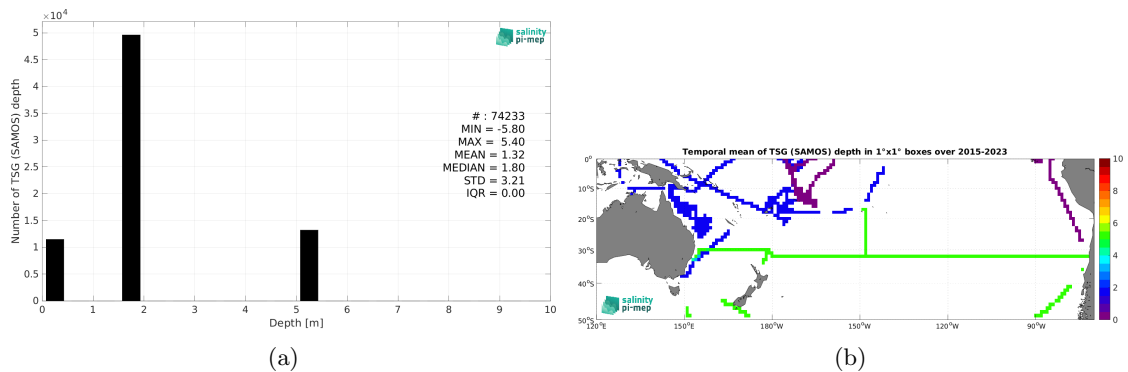 ×10⁴
5
4.5
4
3.5
3
2.5
2
1.5
1
0.5
0
Number of TSG (SAMOS) depth
salinity
pi-mep
# : 74233
MIN = -5.80
MAX = 5.40
MEAN = 1.32
MEDIAN = 1.80
STD = 3.21
IQR = 0.00
0 1 2 3 4 5 6 7 8 9 10
Depth [m]
(a)
Temporal mean of TSG (SAMOS) depth in 1°x1° boxes over 2015-2023
0°
10°S
20°S
30°S
40°S
50°S
120°E 150°E 180°W 150°W 120°W 90°W
salinity
pi-mep
10
8
6
4
2
0
(b)